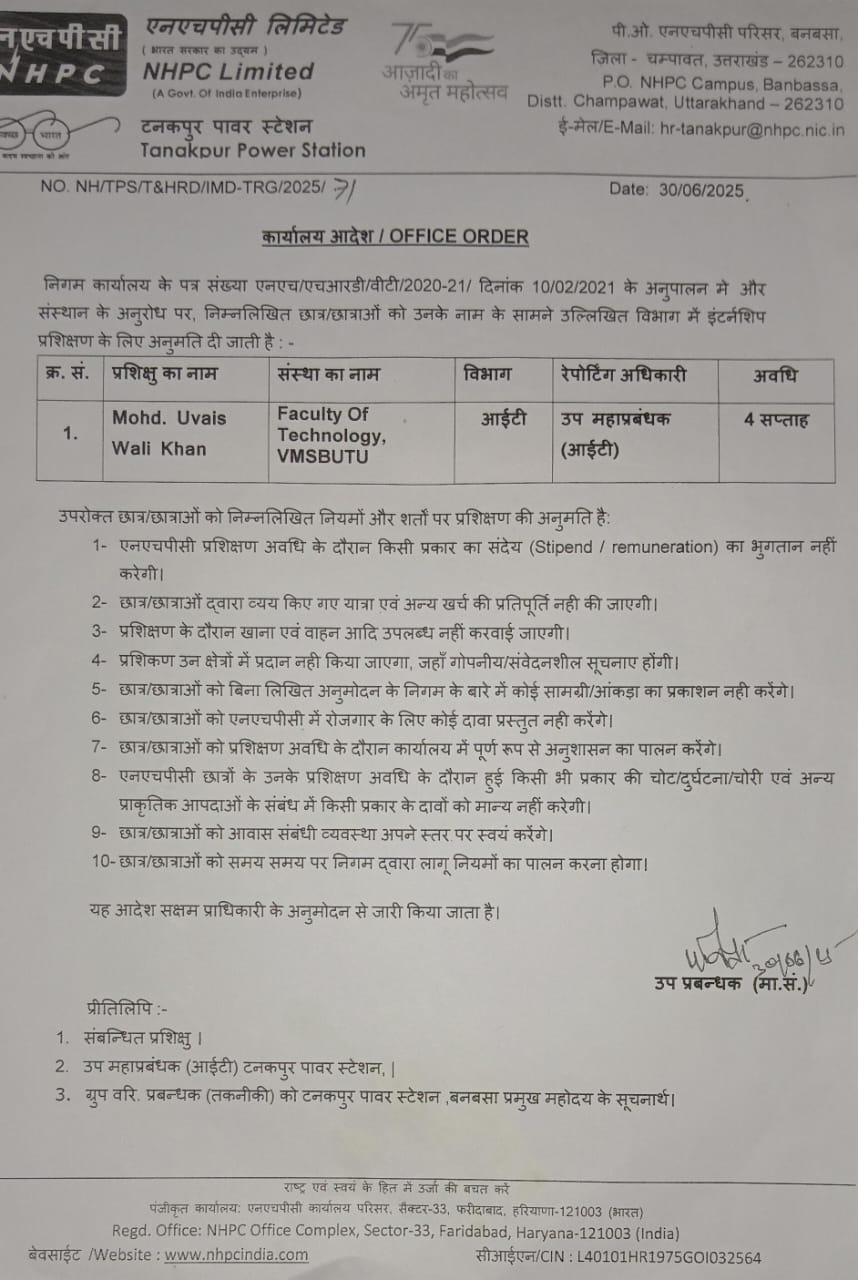 एनएचपीसी
NHPC
एनएचपीसी लिमिटेड
( भारत सरकार का उद्यम )
NHPC Limited
(A Govt. Of India Enterprise)
आज़ादी का
अमृत महोत्सव
पी.ओ. एनएचपीसी परिसर, बनबसा,
जिला - चम्पावत, उत्तराखंड – 262310
P.O. NHPC Campus, Banbassa,
Distt. Champawat, Uttarakhand – 262310
ई-मेल/E-Mail: hr-tanakpur@nhpc.nic.in
भारत
टनकपुर पावर स्टेशन
Tanakpur Power Station
NO. NH/TPS/T&HRD/IMD-TRG/2025/ 71
Date: 30/06/2025
कार्यालय आदेश / OFFICE ORDER
निगम कार्यालय के पत्र संख्या एनएच/एचआरडी/वीटी/2020-21/ दिनांक 10/02/2021 के अनुपालन मे और
संस्थान के अनुरोध पर, निम्नलिखित छात्र/छात्राओं को उनके नाम के सामने उल्लिखित विभाग में इंटर्नशिप
प्रशिक्षण के लिए अनुमति दी जाती है : -
क्र. सं. प्रशिक्षु का नाम संस्था का नाम विभाग रेपोर्टिंग अधिकारी अवधि
1. Mohd. Uvais Wali Khan Faculty Of Technology, VMSBUTU आईटी उप महाप्रबंधक (आईटी) 4 सप्ताह
उपरोक्त छात्र/छात्राओं को निम्नलिखित नियमों और शर्तों पर प्रशिक्षण की अनुमति है:
1- एनएचपीसी प्रशिक्षण अवधि के दौरान किसी प्रकार का संदेय (Stipend / remuneration) का भुगतान नहीं
करेगी।
2- छात्र/छात्राओं द्वारा व्यय किए गए यात्रा एवं अन्य खर्च की प्रतिपूर्ति नही की जाएगी।
3- प्रशिक्षण के दौरान खाना एवं वाहन आदि उपलब्ध नहीं करवाई जाएगी।
4- प्रशिकण उन क्षेत्रों में प्रदान नही किया जाएगा, जहाँ गोपनीय/संवेदनशील सूचनाए होंगी।
5- छात्र/छात्राओं को बिना लिखित अनुमोदन के निगम के बारे में कोई सामग्री/आंकड़ा का प्रकाशन नही करेंगे।
6- छात्र/छात्राओं को एनएचपीसी में रोजगार के लिए कोई दावा प्रस्तुत नही करेंगे।
7- छात्र/छात्राओं को प्रशिक्षण अवधि के दौरान कार्यालय में पूर्ण रूप से अनुशासन का पालन करेंगे।
8- एनएचपीसी छात्रों के उनके प्रशिक्षण अवधि के दौरान हुई किसी भी प्रकार की चोट/दुर्घटना/चोरी एवं अन्य
प्राकृतिक आपदाओं के संबंध में किसी प्रकार के दावों को मान्य नहीं करेगी।
9- छात्र/छात्राओं को आवास संबंधी व्यवस्था अपने स्तर पर स्वयं करेंगे।
10- छात्र/छात्राओं को समय समय पर निगम द्वारा लागू नियमों का पालन करना होगा।
यह आदेश सक्षम प्राधिकारी के अनुमोदन से जारी किया जाता है।
उप प्रबन्धक (मा.सं.)
प्रीतिलिपि :-
1. संबन्धित प्रशिक्षु ।
2. उप महाप्रबंधक (आईटी) टनकपुर पावर स्टेशन, |
3. ग्रुप वरि. प्रबन्धक (तकनीकी) को टनकपुर पावर स्टेशन ,बनबसा प्रमुख महोदय के सूचनार्थ।
राष्ट्र एवं स्वयं के हित में उर्जा की बचत करें
पंजीकृत कार्यालय: एनएचपीसी कार्यालय परिसर, सैक्टर-33, फरीदाबाद, हरियाणा-121003 (भारत)
Regd. Office: NHPC Office Complex, Sector-33, Faridabad, Haryana-121003 (India)
बेवसाईट /Website : www.nhpcindia.com
सीआईएन/CIN : L40101HR1975GOI032564